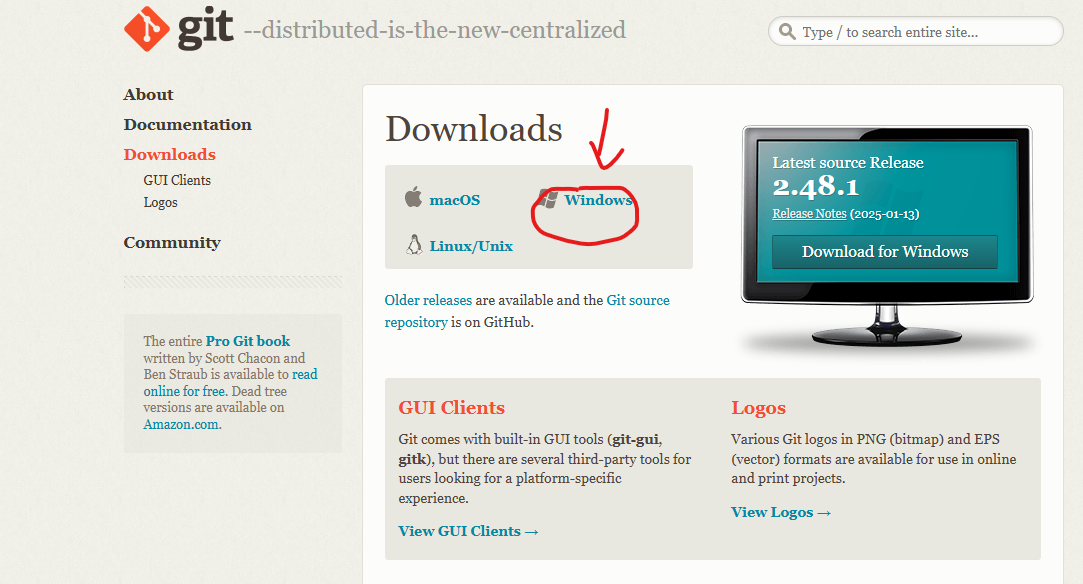 git --distributed-is-the-new-centralized
Type / to search entire site...
About
Documentation
Downloads
GUI Clients
Logos
Community
The entire Pro Git book
written by Scott Chacon and
Ben Straub is available to read
online for free. Dead tree
versions are available on
Amazon.com.
Downloads
macOS
Windows
Linux/Unix
Older releases are available and the Git source
repository is on GitHub.
Latest source Release
2.48.1
Release Notes (2025-01-13)
Download for Windows
GUI Clients
Git comes with built-in GUI tools (git-gui,
gitk), but there are several third-party tools for
users looking for a platform-specific
experience.
View GUI Clients →
Logos
Various Git logos in PNG (bitmap) and EPS
(vector) formats are available for use in online
and print projects.
View Logos →